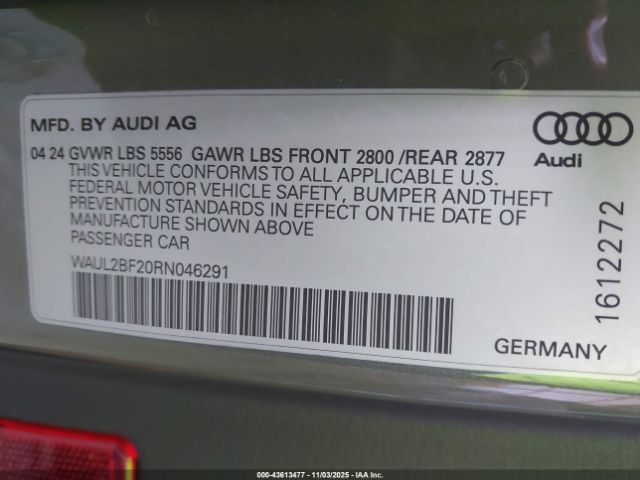 MFD. BY AUDI AG
04 24 GVWR LBS 5556 GAWR LBS FRONT 2800 /REAR 2877
THIS VEHICLE CONFORMS TO ALL APPLICABLE U.S.
FEDERAL MOTOR VEHICLE SAFETY, BUMPER AND THEFT
PREVENTION STANDARDS IN EFFECT ON THE DATE OF
MANUFACTURE SHOWN ABOVE
PASSENGER CAR
WAUL2BF20RN046291
Audi
1612272
GERMANY
000-43613477 - 11/03/2025 - IAAI, Inc.